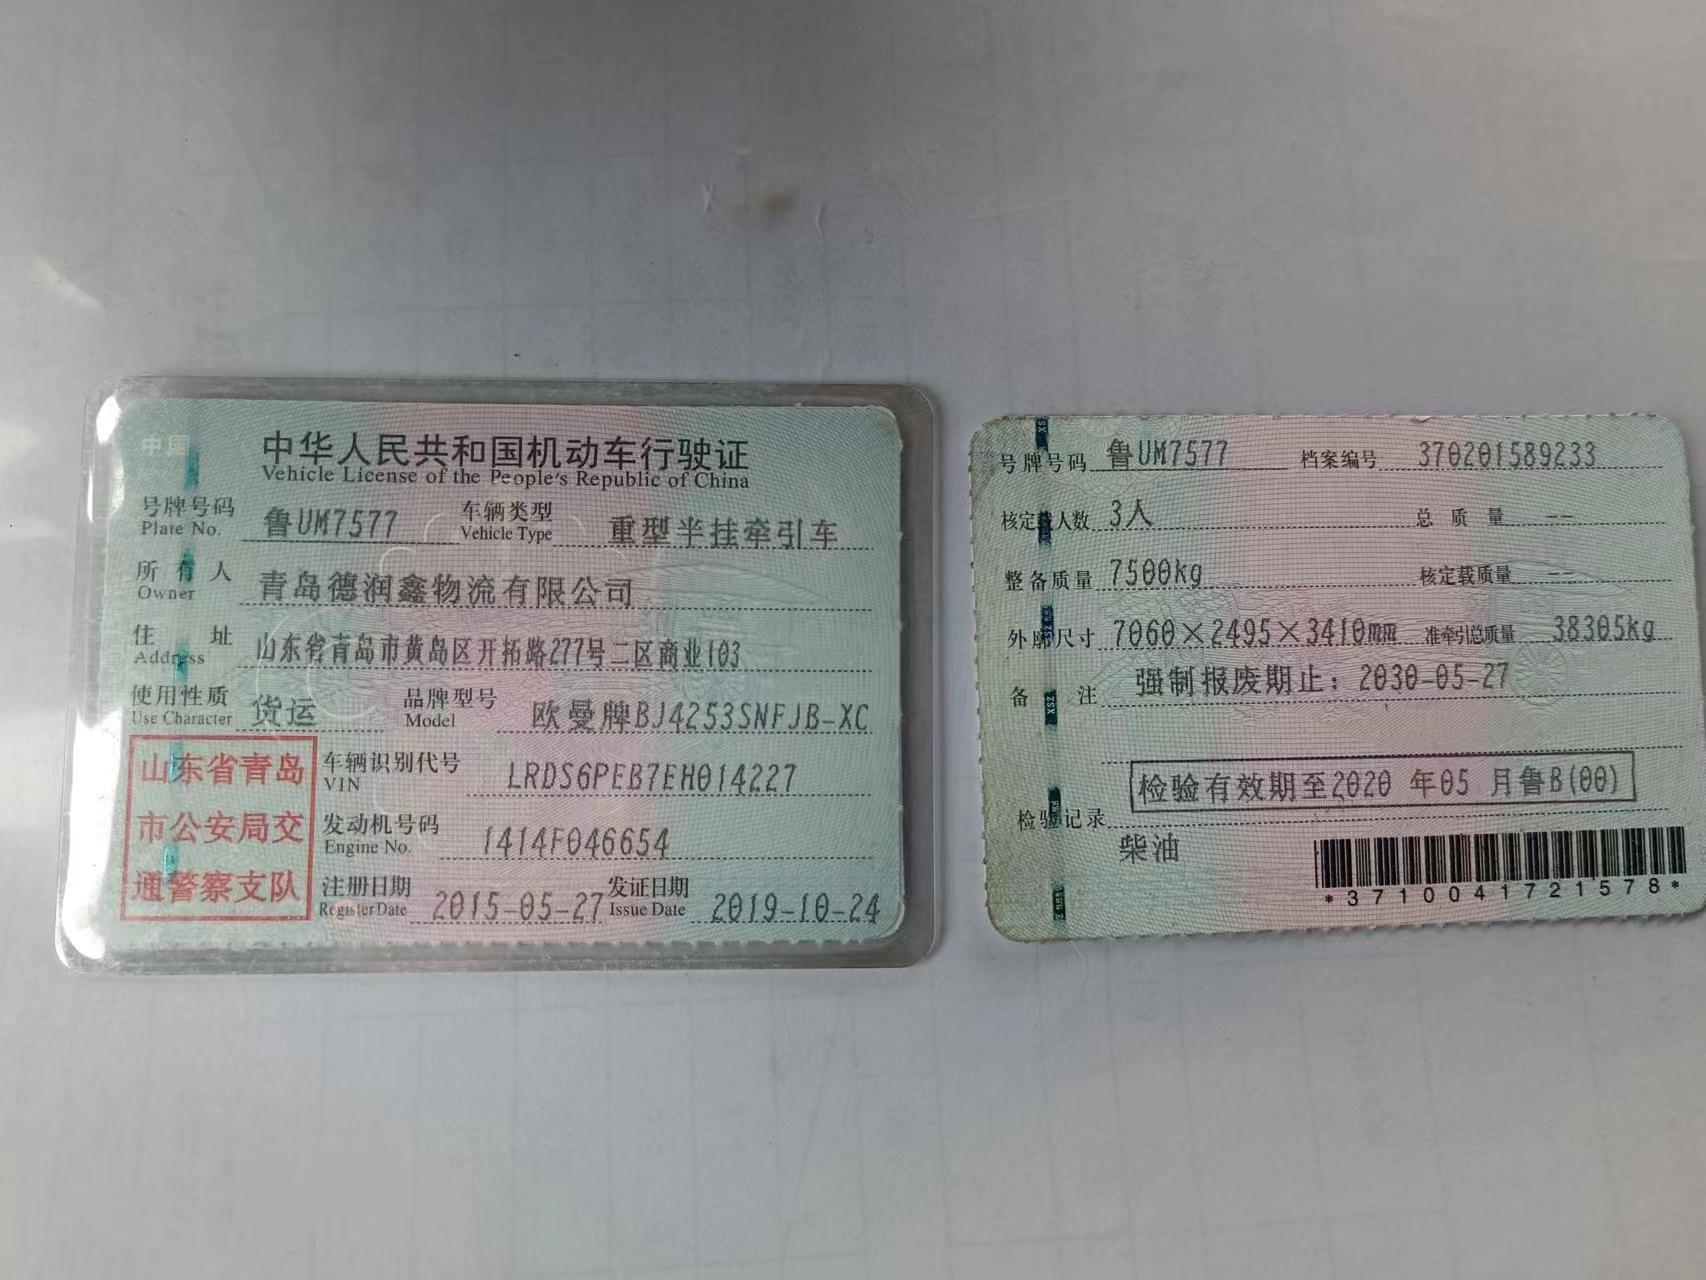 中国
中华人民共和国机动车行驶证
Vehicle License of the People's Republic of China
号牌号码 鲁UM7577 车辆类型 重型半挂牵引车
Plate No. Vehicle Type
所有人 青岛德润鑫物流有限公司
Owner
住址 山东省青岛市黄岛区开拓路277号二区商业103
Address
使用性质 货运 品牌型号 欧曼牌BJ4253SNFJB-XC
Use Character Model
山东省青岛
市公安局交
通警察支队
车辆识别代号 LRDS6PEB7EH014227
VIN
发动机号码 1414F046654
Engine No.
注册日期 2015-05-27 发证日期 2019-10-24
Register Date Issue Date
号牌号码 鲁UM7577 档案编号 370201589233
核定载人数 3人 总质量 --
整备质量 7500kg 核定载质量 --
外廓尺寸 7060×2495×3410mm 准牵引总质量 38305kg
备注 强制报废期止：2030-05-27
检验有效期至2020 年05 月鲁B(00)
检验记录
柴油
*3710041721578*